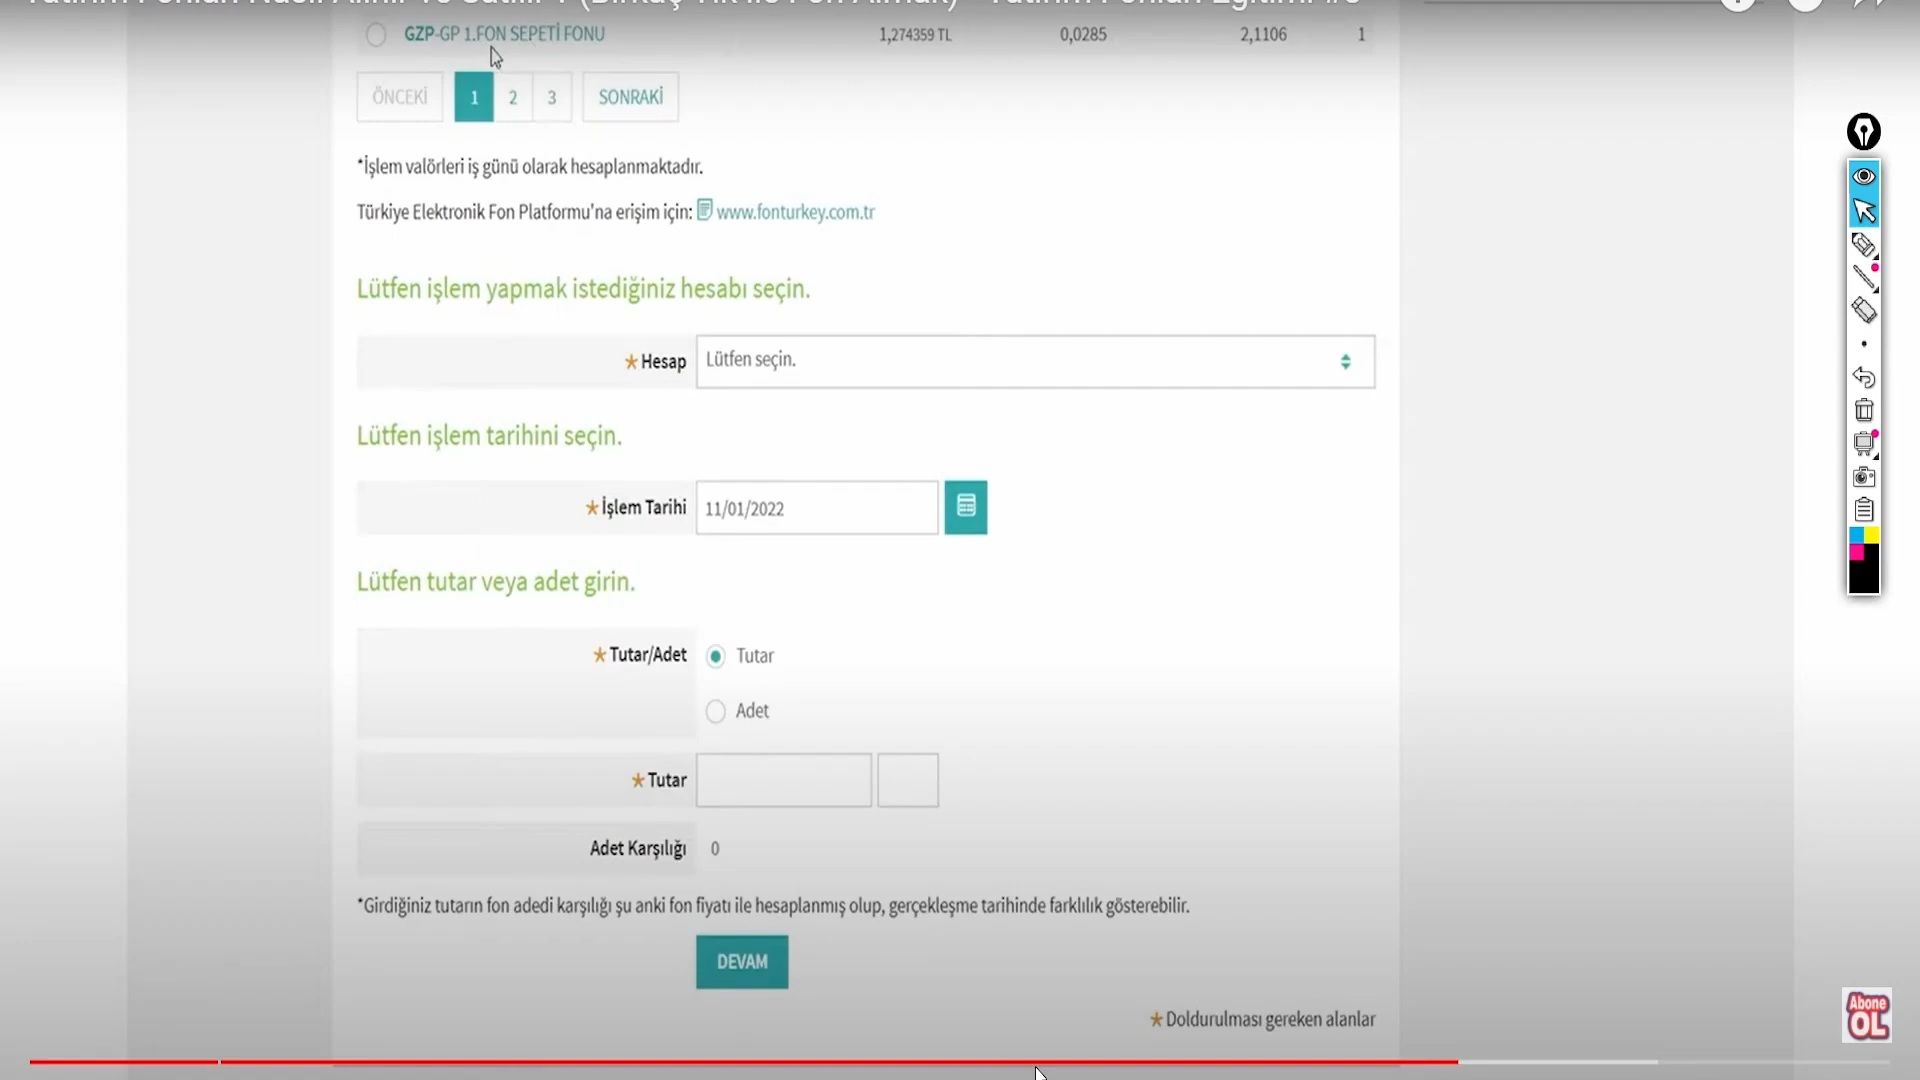 GZP-GP 1.FON SEPETİ FONU 1,274359 TL 0,0285 2,1106 1
ÖNCEKİ 1 2 3 SONRAKİ
*İşlem valörleri iş günü olarak hesaplanmaktadır.
Türkiye Elektronik Fon Platformu'na erişim için: www.fonturkey.com.tr
Lütfen işlem yapmak istediğiniz hesabı seçin.
*Hesap Lütfen seçin.
Lütfen işlem tarihini seçin.
*İşlem Tarihi 11/01/2022
Lütfen tutar veya adet girin.
*Tutar/Adet Tutar
Adet
*Tutar
Adet Karşılığı 0
*Girdiğiniz tutarın fon adedi karşılığı şu anki fon fiyatı ile hesaplanmış olup, gerçekleşme tarihinde farklılık gösterebilir.
DEVAM
*Doldurulması gereken alanlar
Abone
OL